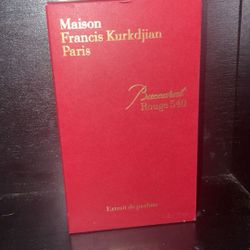 Maison
Francis Kurkdjian
Paris
Baccarat
Rouge 540
Extrait de parfum